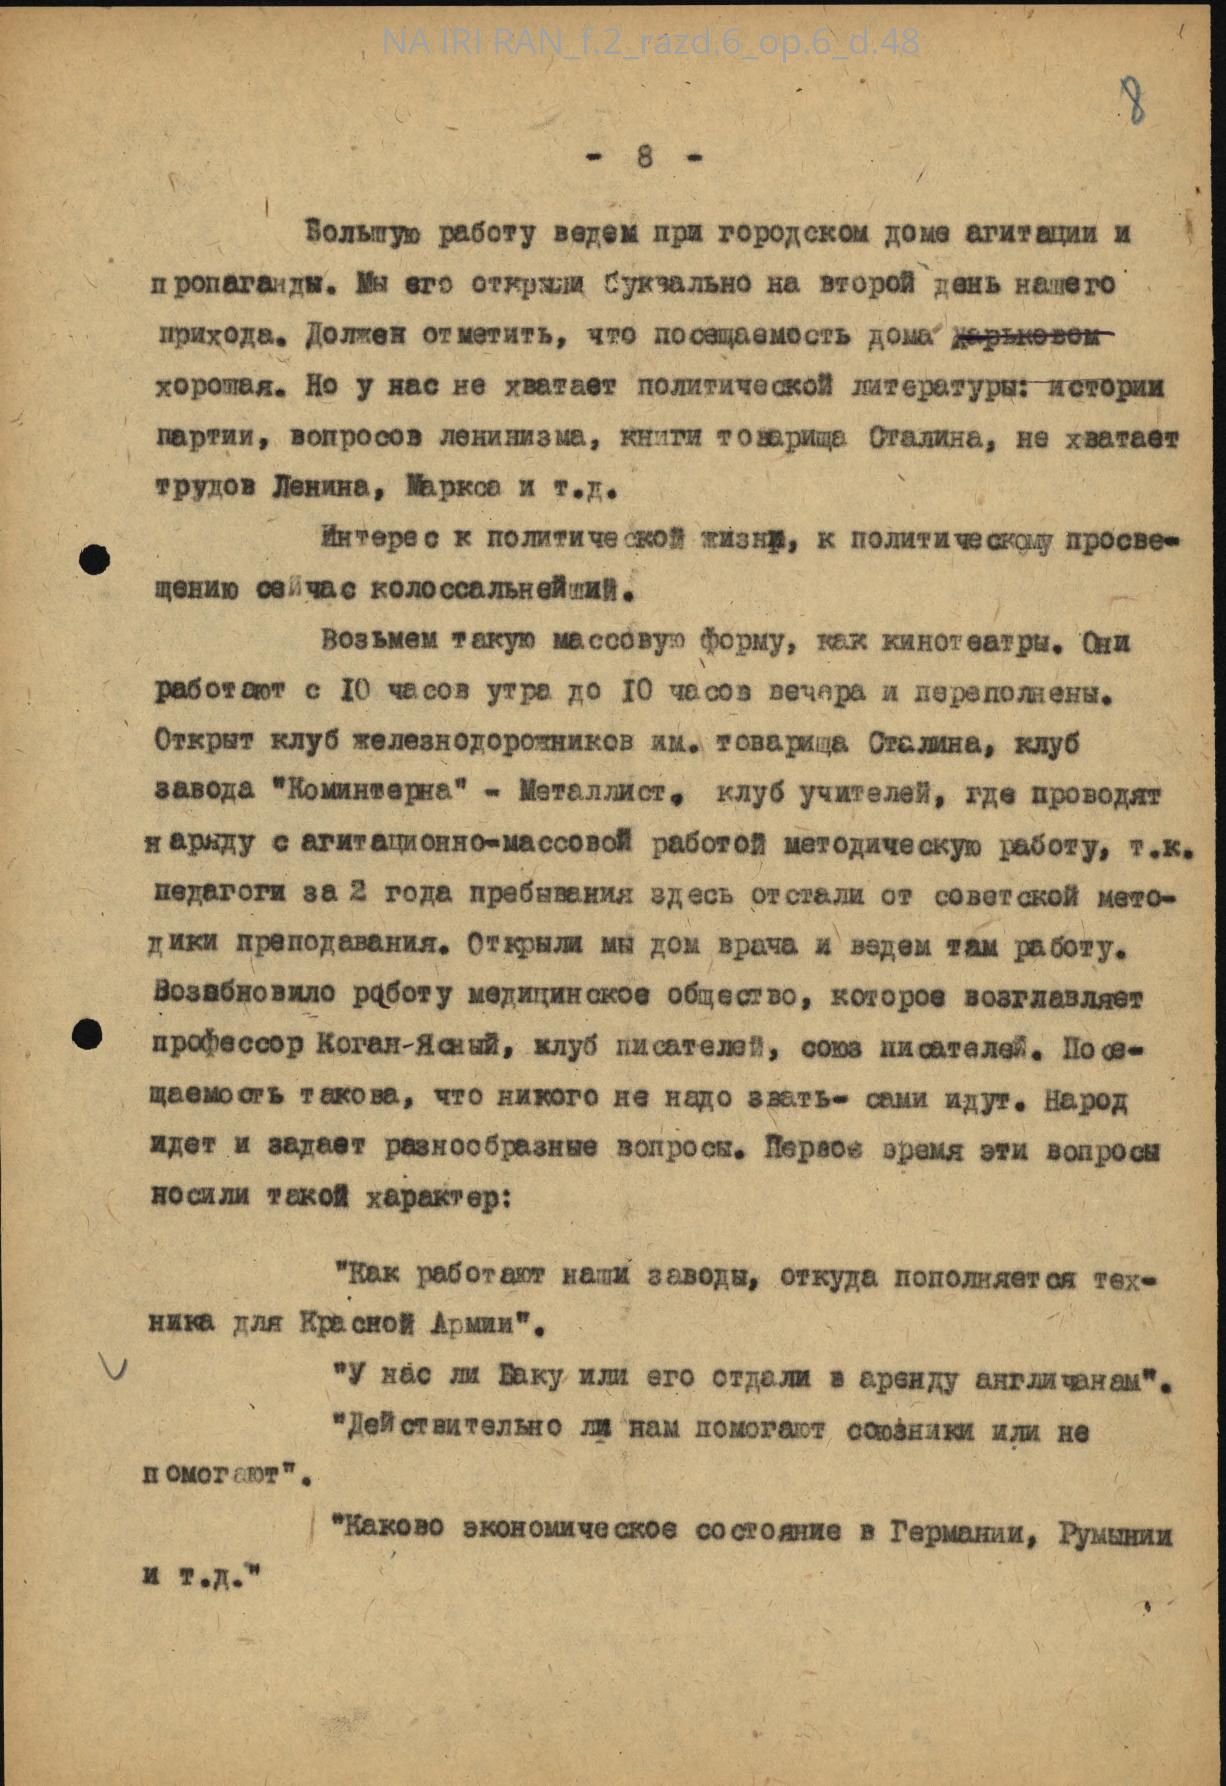 NA IRI RAN_f.2_razd.6_op.6_d.48
8
- 8 -
Большую работу ведем при городском доме агитации и
пропаганды. Мы его открыли буквально на второй день нашего
прихода. Должен отметить, что посещаемость дома харьковом
хорошая. Но у нас не хватает политической литературы: истории
партии, вопросов ленинизма, книги товарища Сталина, не хватает
трудов Ленина, Маркса и т.д.
Интерес к политической жизни, к политическому просве-
щению сейчас колоссальнейший.
Возьмем такую массовую форму, как кинотеатры. Они
работают с 10 часов утра до 10 часов вечера и переполнены.
Открыт клуб железнодорожников им. товарища Сталина, клуб
завода "Коминтерна" - Металлист, клуб учителей, где проводят
наряду с агитационно-массовой работой методическую работу, т.к.
педагоги за 2 года пребывания здесь отстали от советской мето-
дики преподавания. Открыли мы дом врача и ведем там работу.
Возобновило работу медицинское общество, которое возглавляет
профессор Коган-Ясный, клуб писателей, союз писателей. Посе-
щаемость такова, что никого не надо звать- сами идут. Народ
идет и задает разнообразные вопросы. Первое время эти вопросы
носили такой характер:
"Как работают наши заводы, откуда пополняется тех-
ника для Красной Армии".
"У нас ли Баку или его отдали в аренду англичанам".
"Действительно ли нам помогают союзники или не
помогают".
"Каково экономическое состояние в Германии, Румынии
и т.д."